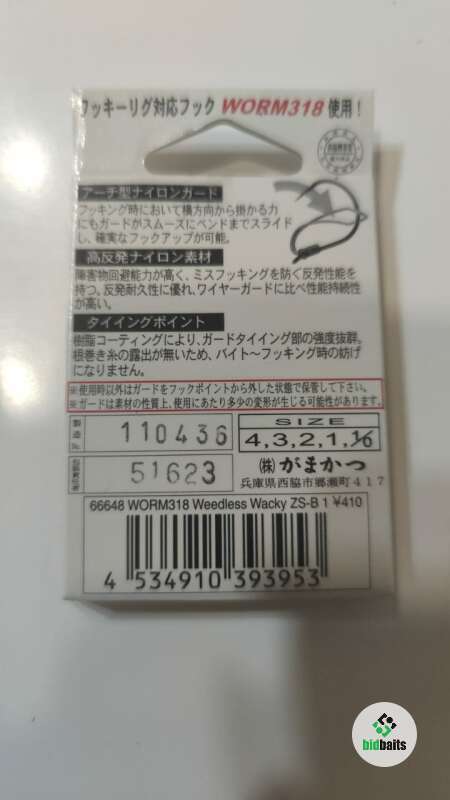 ワッキーリグ対応フック WORM318 使用！
アーチ型ナイロンガード
フッキング時において横方向から掛かる力
にもガードがスムーズにベンドまでスライド
し、確実なフックアップが可能。
高反発ナイロン素材
障害物回避能力が高く、ミスフッキングを防ぐ反発性能を
持つ。反発耐久性に優れ、ワイヤーガードに比べ性能持続性
が高い。
タイイングポイント
樹脂コーティングにより、ガードタイイング部の強度抜群。
根巻き糸の露出が無いため、バイト～フッキング時の妨げ
になりません。
※使用時以外はガードをフックポイントから外した状態で保管して下さい。
※ガードは素材の性質上、使用にあたり多少の変形が生じる可能性があります。
製造 110436
SIZE
4,3,2,1,1/0
51623
(株)がまかつ
兵庫県西脇市郷瀬町417
66648 WORM318 Weedless Wacky ZS-B 1 ¥410
4 534910 393953
bidbaits